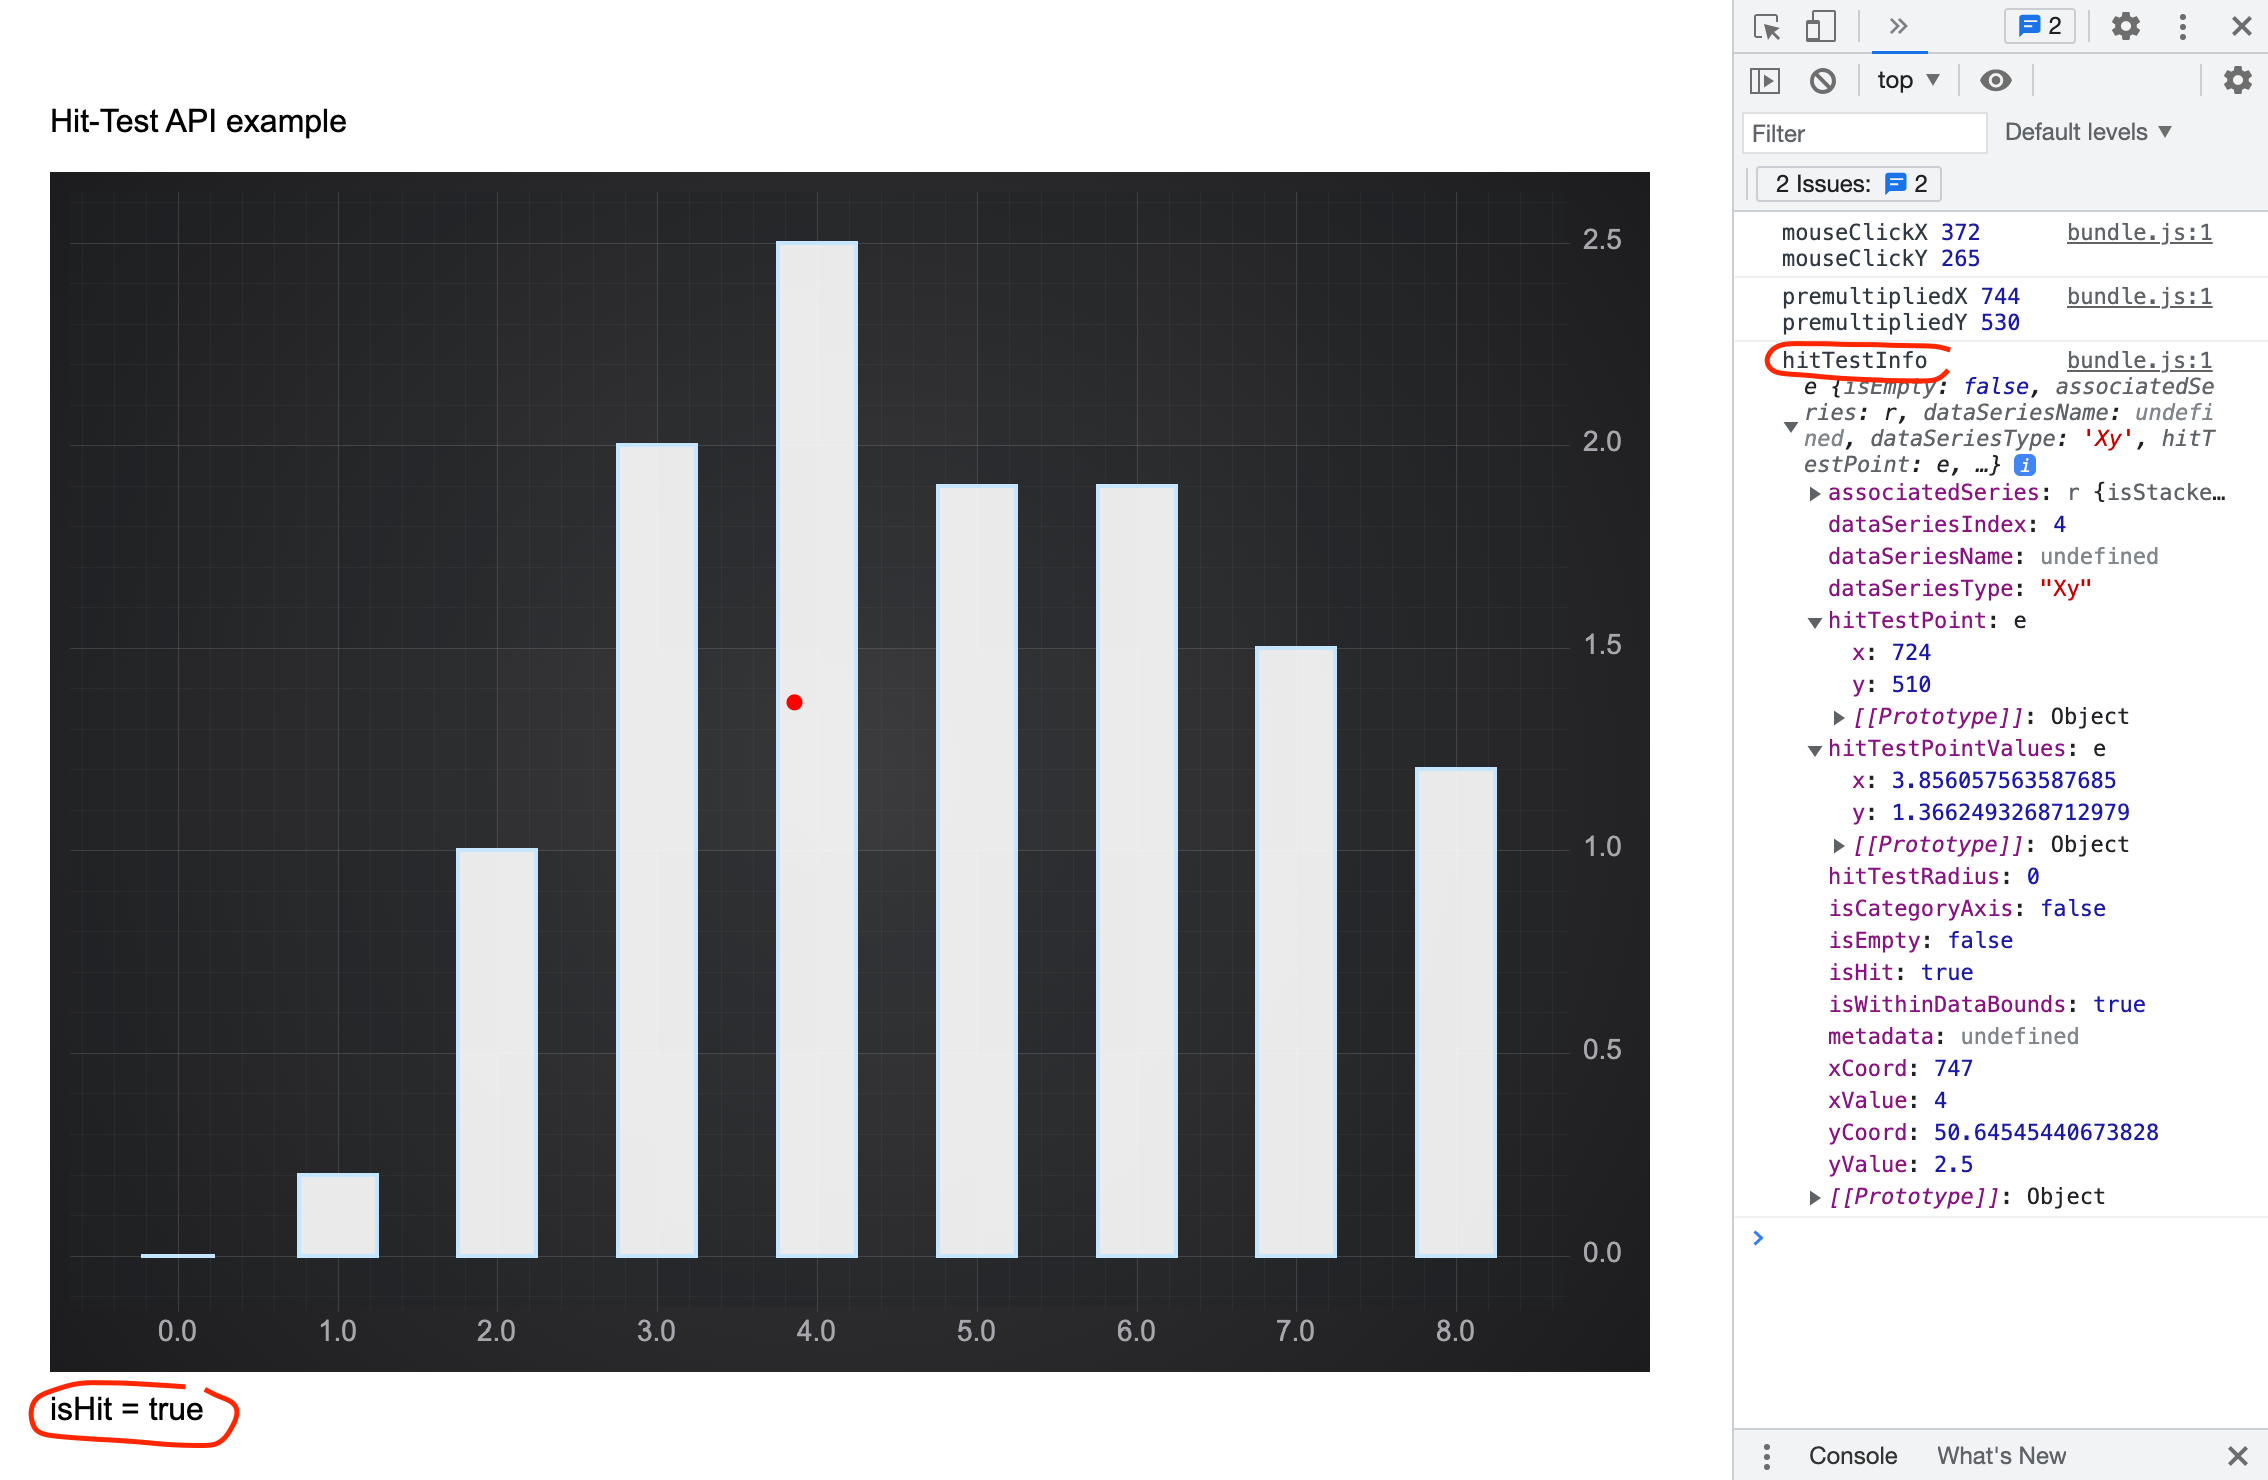 Hit-Test API example
2.5
2.0
1.5
1.0
0.5
0.0
0.0 1.0 2.0 3.0 4.0 5.0 6.0 7.0 8.0
isHit = true
2
top
Filter
Default levels
2 Issues: 2
mouseClickX 372 bundle.js:1
mouseClickY 265
premultipliedX 744 bundle.js:1
premultipliedY 530
hitTestInfo bundle.js:1
e {isEmpty: false, associatedSe
ries: r, dataSeriesName: undefi
ned, dataSeriesType: 'Xy', hitT
estPoint: e, …} i
associatedSeries: r {isStacke…
dataSeriesIndex: 4
dataSeriesName: undefined
dataSeriesType: "Xy"
hitTestPoint: e
x: 724
y: 510
[[Prototype]]: Object
hitTestPointValues: e
x: 3.856057563587685
y: 1.3662493268712979
[[Prototype]]: Object
hitTestRadius: 0
isCategoryAxis: false
isEmpty: false
isHit: true
isWithinDataBounds: true
metadata: undefined
xCoord: 747
xValue: 4
yCoord: 50.64545440673828
yValue: 2.5
[[Prototype]]: Object
Console What's New